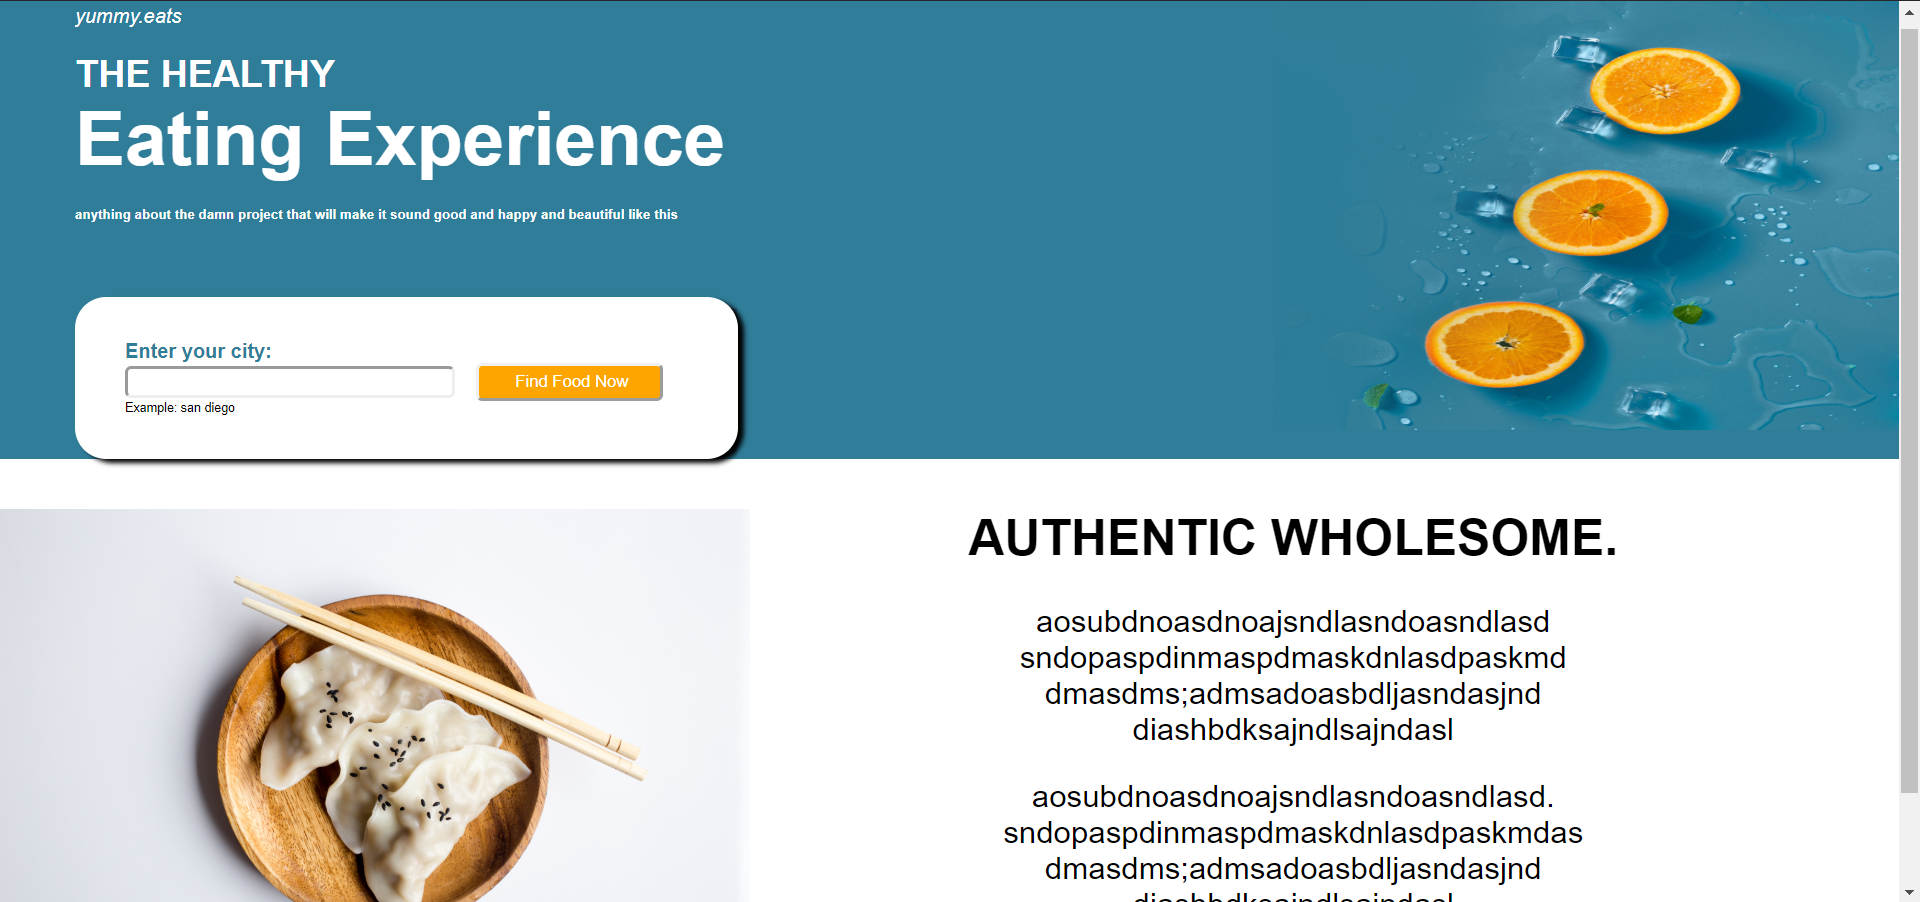 yummy.eats
THE HEALTHY
Eating Experience
anything about the damn project that will make it sound good and happy and beautiful like this
Enter your city:
Find Food Now
Example: san diego
AUTHENTIC WHOLESOME.
aosubdnoasdnoajsndlasndoasndlasd
sndopaspdinmaspdmaskdnlasdpaskmd
dmasdms;admsadoasbdljasndasjnd
diashbdksajndlsajndasl
aosubdnoasdnoajsndlasndoasndlasd.
sndopaspdinmaspdmaskdnlasdpaskmdas
dmasdms;admsadoasbdljasndasjnd